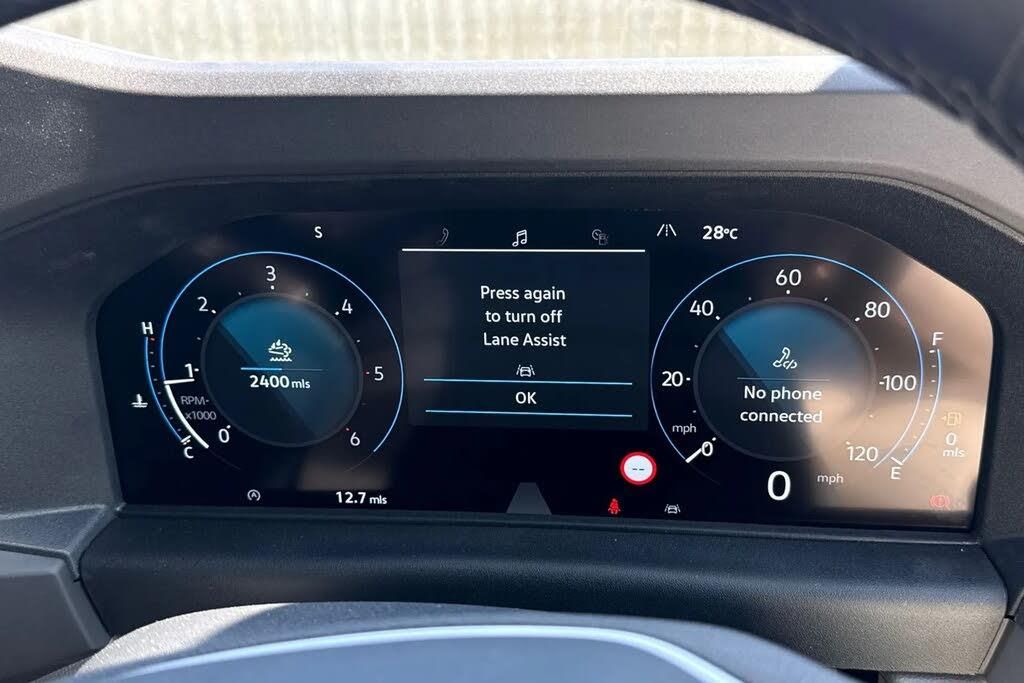 S
28°C
3
2
4
1
5
RPM
x1000
0
6
H
C
2400 mls
12.7 mls
Press again
to turn off
Lane Assist
OK
--
60
40
80
20
100
mph
0
120
No phone
connected
0 mph
F
E
0
mls